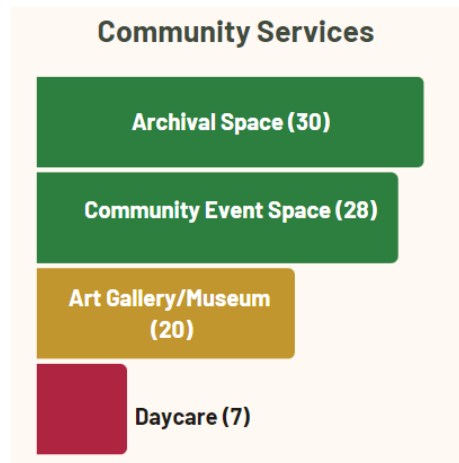 Community Services
Archival Space (30)
Community Event Space (28)
Art Gallery/Museum
(20)
Daycare (7)